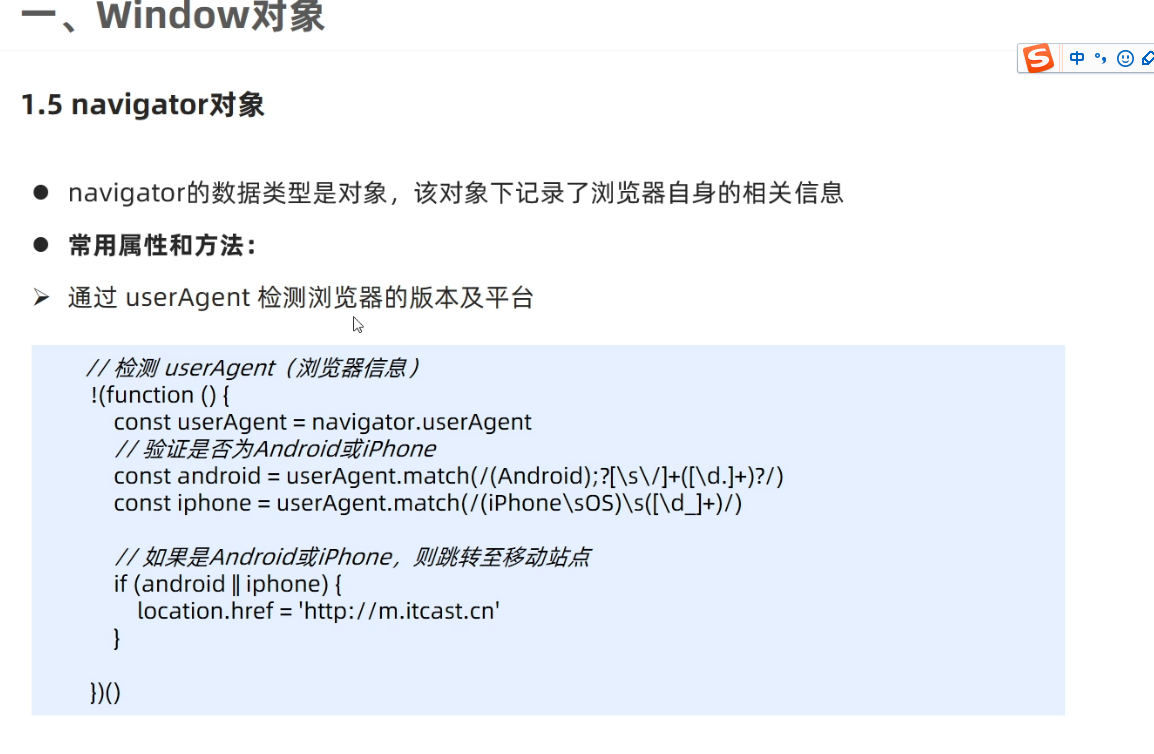 一、Window对象
S 中 °,
1.5 navigator对象
● navigator的数据类型是对象，该对象下记录了浏览器自身的相关信息
● 常用属性和方法：
➢ 通过 userAgent 检测浏览器的版本及平台
// 检测 userAgent（浏览器信息）
!(function () {
const userAgent = navigator.userAgent
// 验证是否为Android或iPhone
const android = userAgent.match(/(Android);?[\s\/]+([\d.]+)?/)
const iphone = userAgent.match(/(iPhone\sOS)\s([\d_]+)/)
// 如果是Android或iPhone，则跳转至移动站点
if (android || iphone) {
location.href = 'http://m.itcast.cn'
}
})()